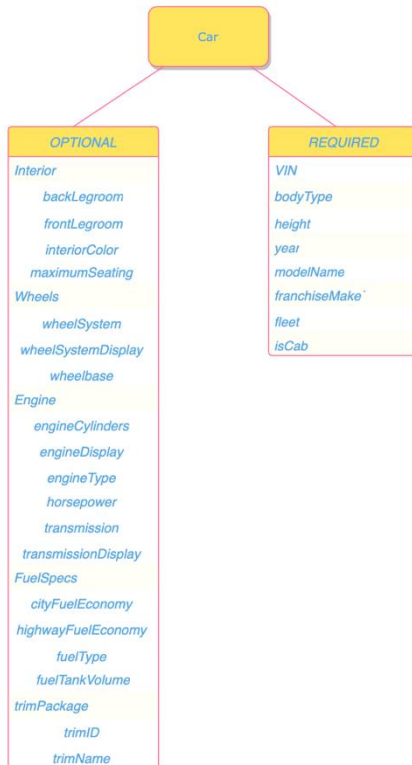 Car
OPTIONAL
Interior
backLegroom
frontLegroom
interiorColor
maximumSeating
Wheels
wheelSystem
wheelSystemDisplay
wheelbase
Engine
engineCylinders
engineDisplay
engineType
horsepower
transmission
transmissionDisplay
FuelSpecs
cityFuelEconomy
highwayFuelEconomy
fuelType
fuelTankVolume
trimPackage
trimID
trimName
REQUIRED
VIN
bodyType
height
year
modelName
franchiseMake`
fleet
isCab